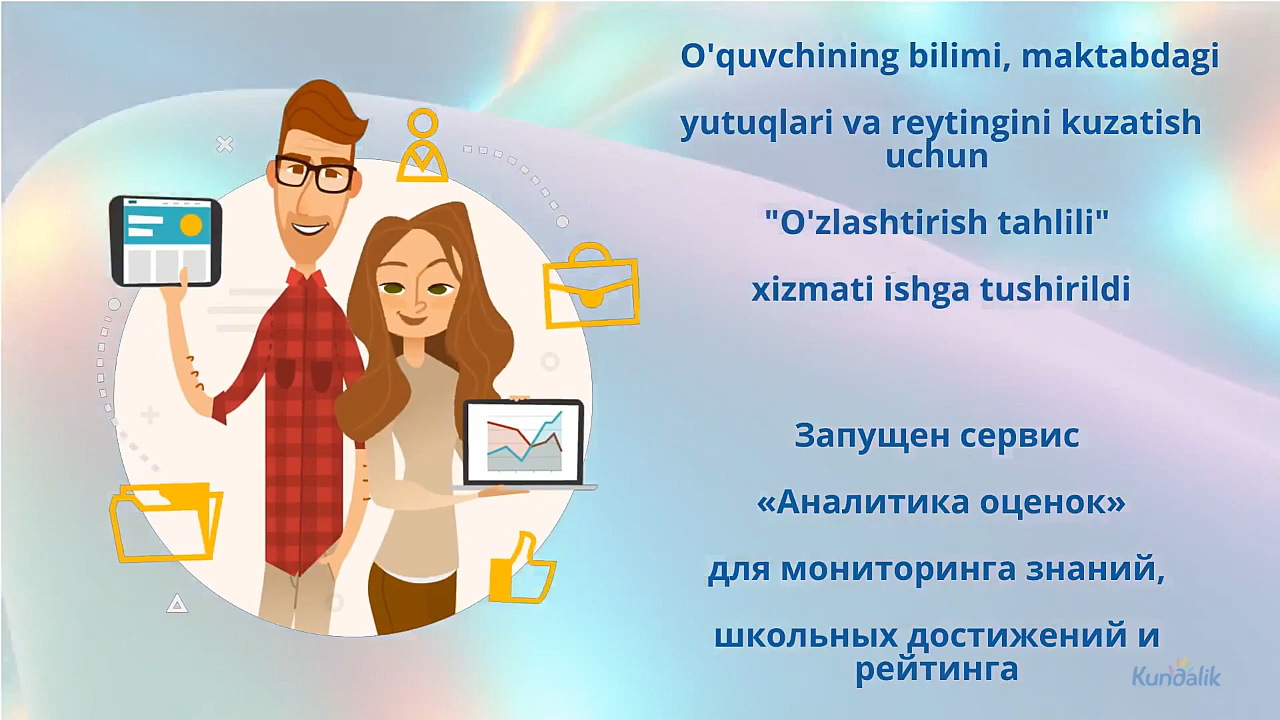 O'quvchining bilimi, maktabdagi
yutuqlari va reytingini kuzatish
uchun
"O'zlashtirish tahlili"
xizmati ishga tushirildi
Запущен сервис
«Аналитика оценок»
для мониторинга знаний,
школьных достижений и
рейтинга
Kundalik